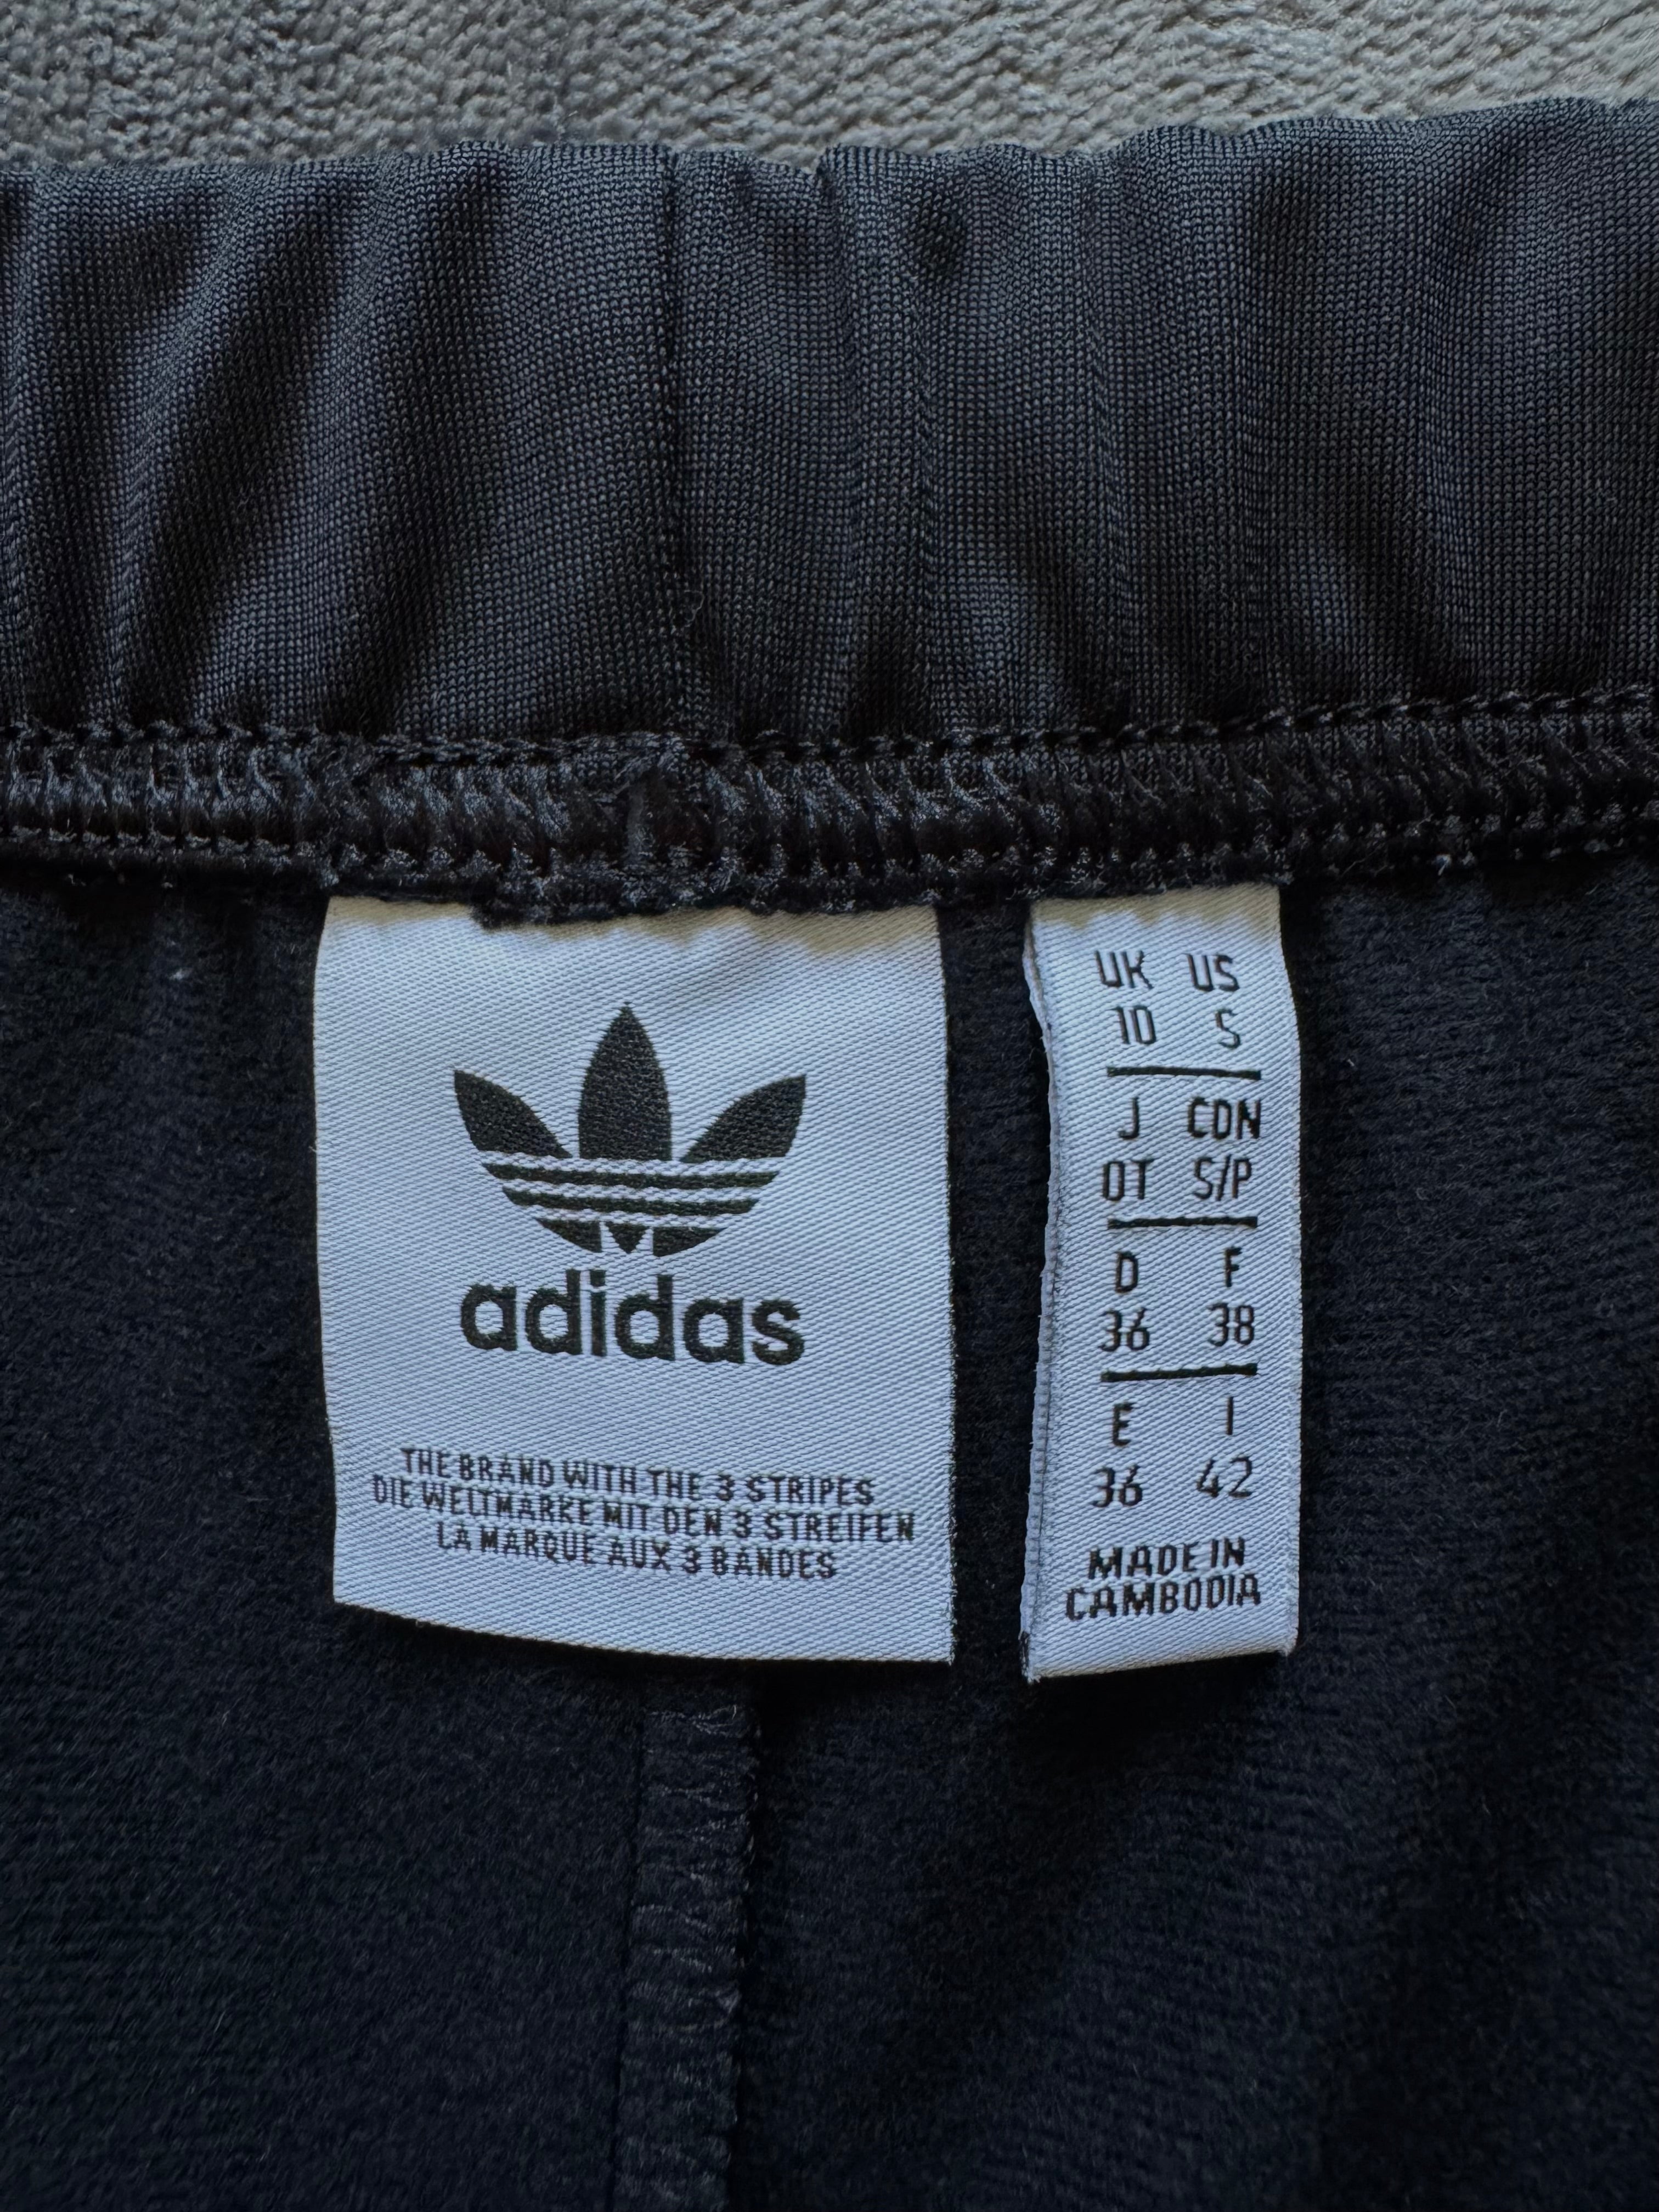 adidas
THE BRAND WITH THE 3 STRIPES
DIE WELTMARKE MIT DEN 3 STREIFEN
LA MARQUE AUX 3 BANDES
UK US
10 S
J CDN
OT S/P
D F
36 38
E I
36 42
MADE IN
CAMBODIA